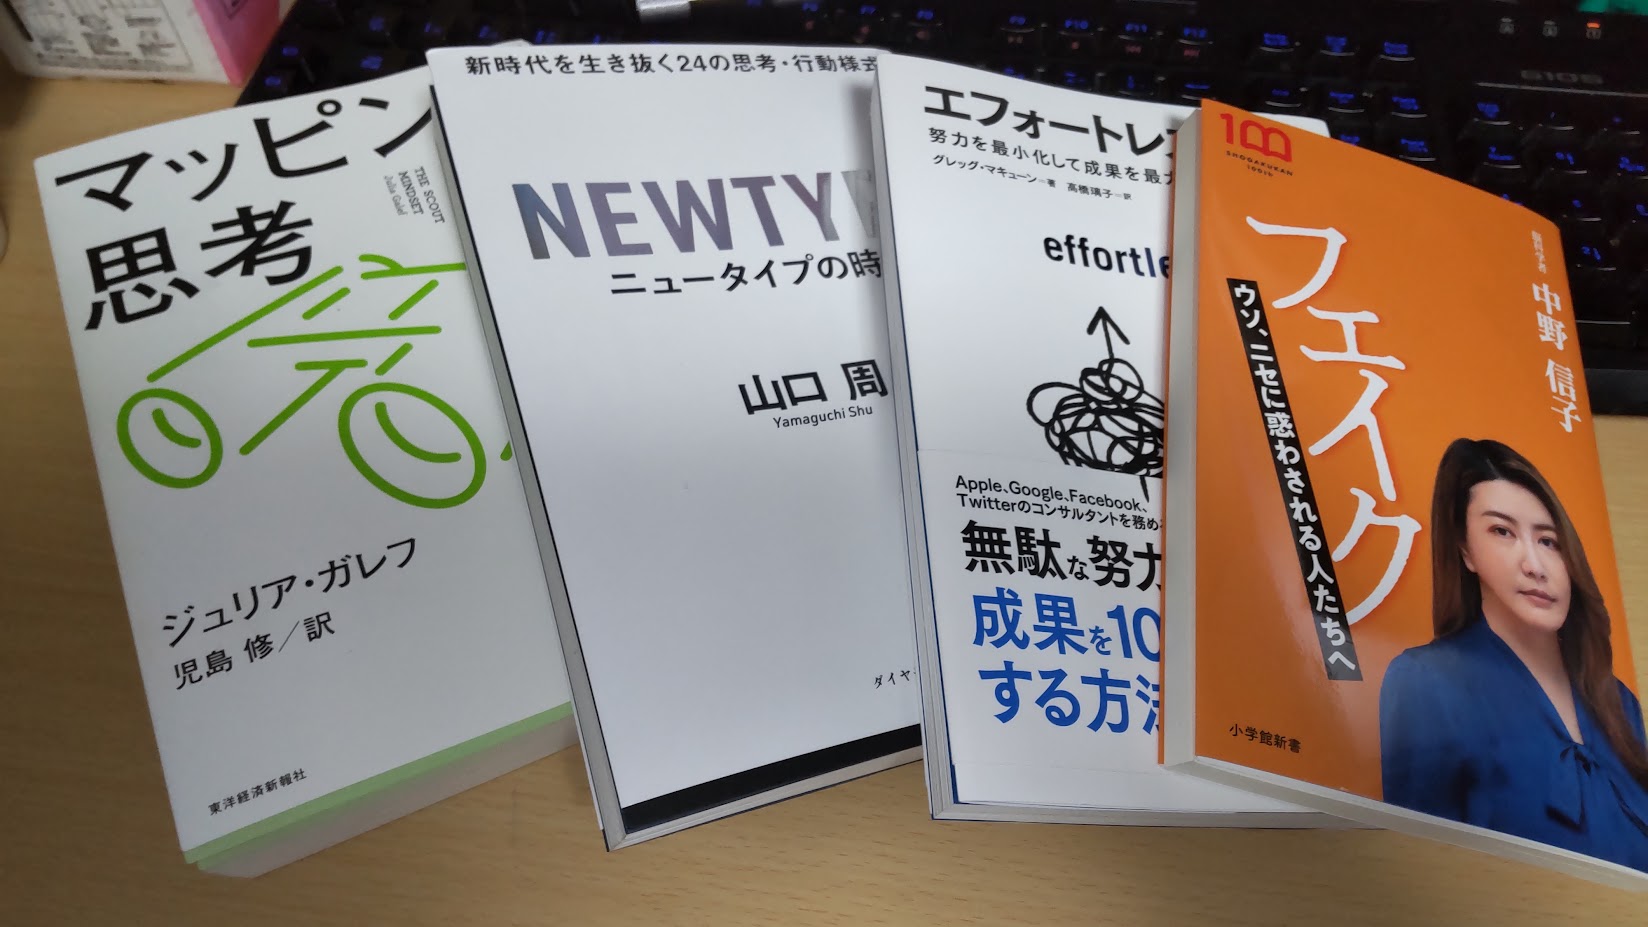 マッピン
思考
THE SCOUT
MINDSET
Julia Galef
ジュリア・ガレフ
児島 修/訳
東洋経済新報社
新時代を生き抜く24の思考・行動様式
NEWTY
ニュータイプの時
山口 周
Yamaguchi Shu
ダイヤ
エフォートレ
努力を最小化して成果を最
グレッグ・マキューン 著 高橋璃子 訳
effortle
Apple、Google、Facebook、
Twitterのコンサルタントを務め
無駄な努力
成果を10
する方法
100
SHOGAKUKAN
フェイク
ウソ、ニセに惑わされる人たちへ
中野 信子
小学館新書
G105